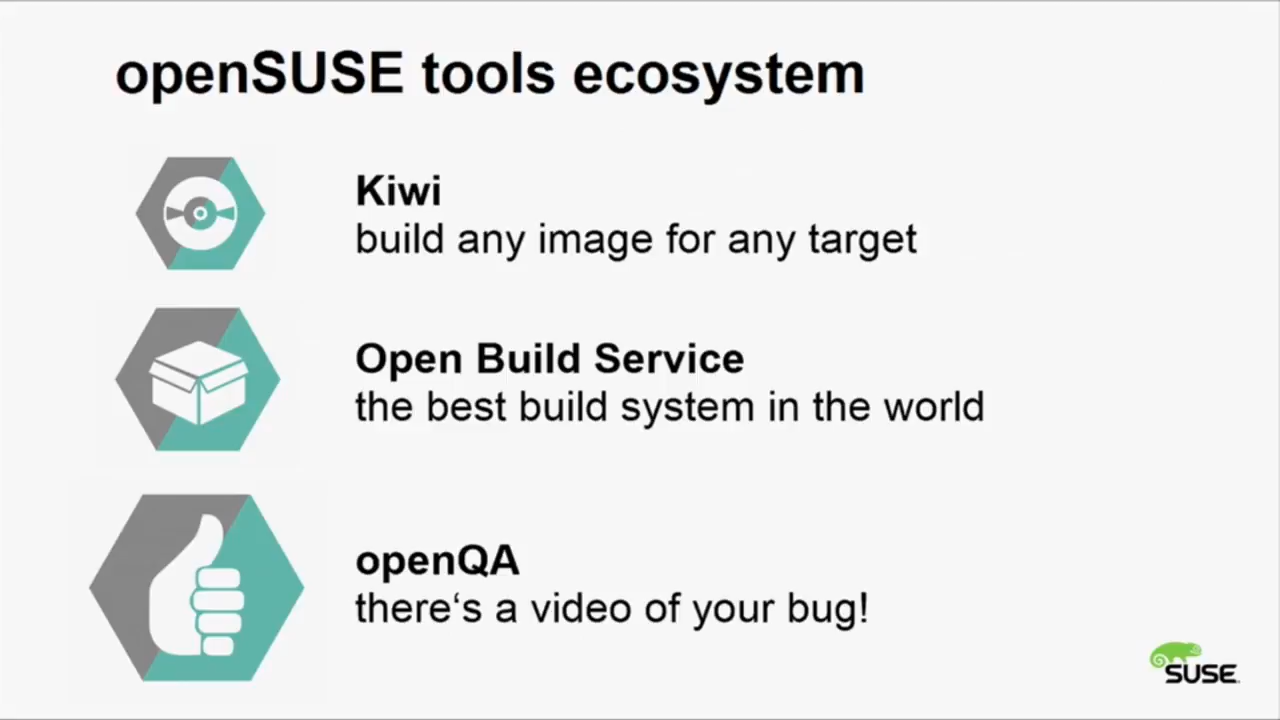 openSUSE tools ecosystem
Kiwi
build any image for any target
Open Build Service
the best build system in the world
openQA
there‘s a video of your bug!
SUSE